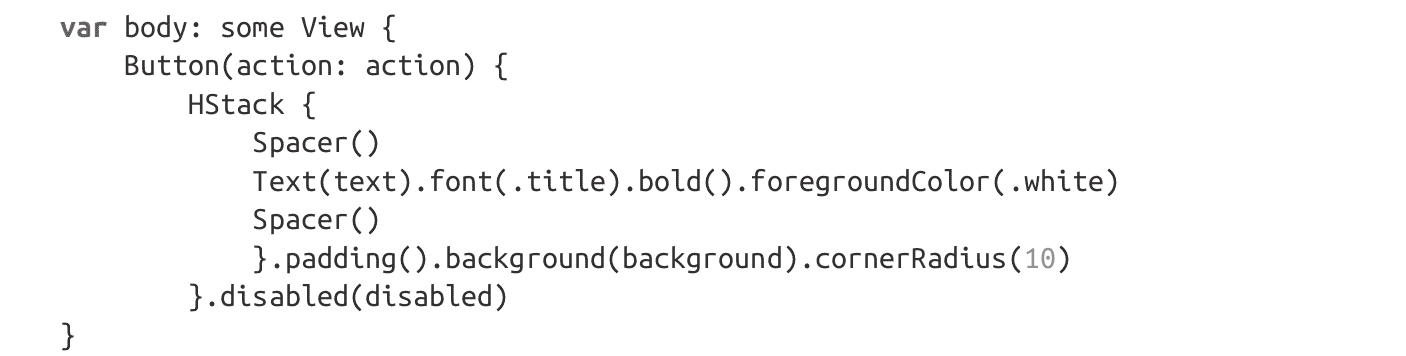 var body: some View {
    Button(action: action) {
        HStack {
            Spacer()
            Text(text).font(.title).bold().foregroundColor(.white)
            Spacer()
            }.padding().background(background).cornerRadius(10)
        }.disabled(disabled)
}